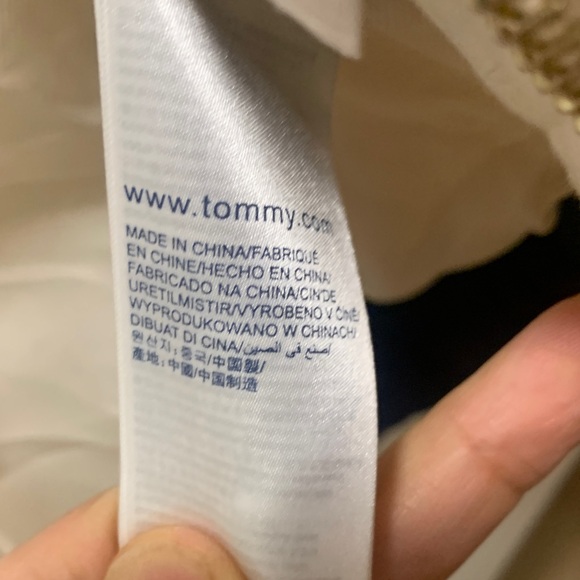 www.tommy.com
MADE IN CHINA/FABRIQUÉ
EN CHINE/HECHO EN CHINA/
FABRICADO NA CHINA/CIN'DE
URETILMISTIR/VYROBENO V ČÍNĚ/
WYPRODUKOWANO W CHINACH/
DIBUAT DI CINA/أصنع في الصين/
원산지: 중국/中国製/
產地: 中國/中国制造